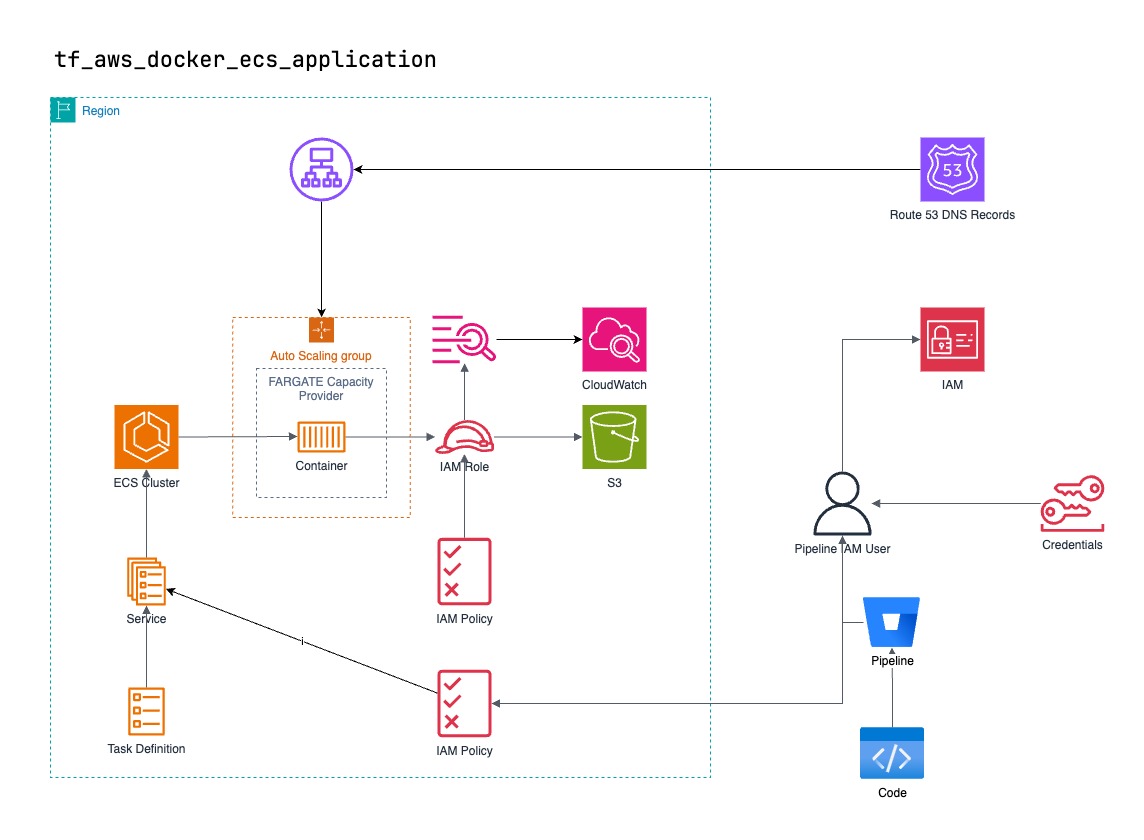 tf_aws_docker_ecs_application
Region
53
Route 53 DNS Records
Auto Scaling group
FARGATE Capacity
Provider
CloudWatch
IAM
Container
IAM Role
ECS Cluster
S3
Pipeline IAM User
Credentials
Service
IAM Policy
i
Pipeline
Task Definition
IAM Policy
</>
Code